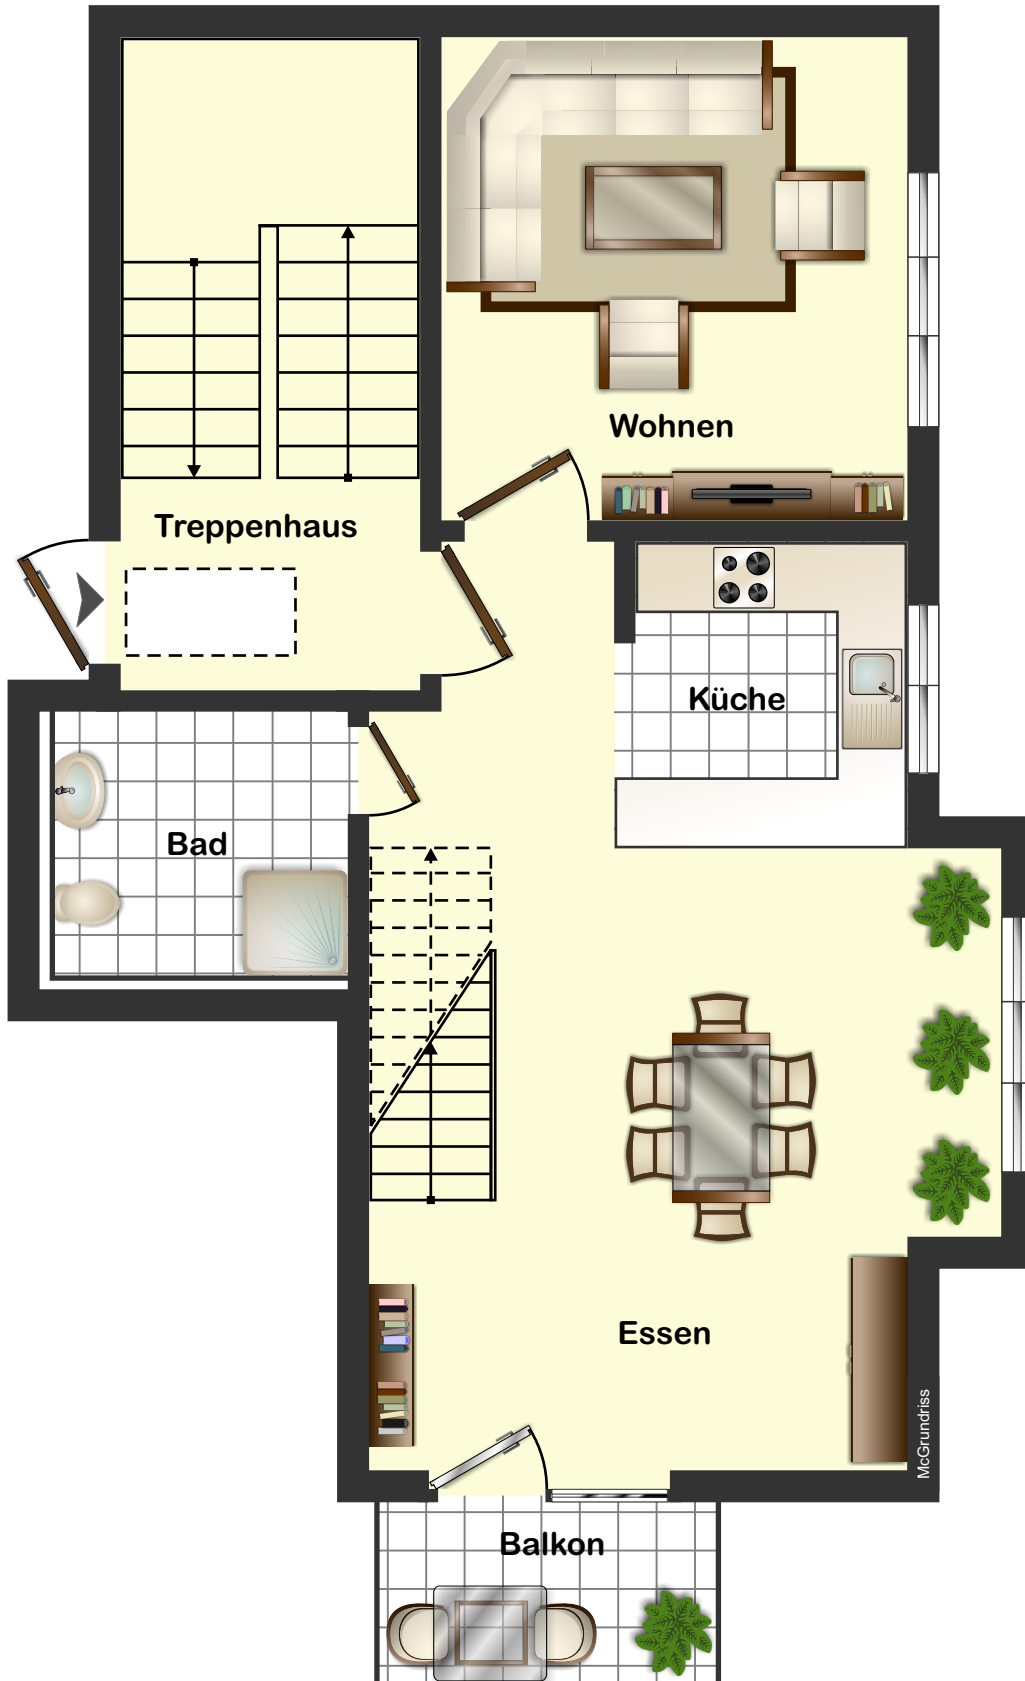 Wohnen
Treppenhaus
Küche
Bad
Essen
McGrundriss
Balkon